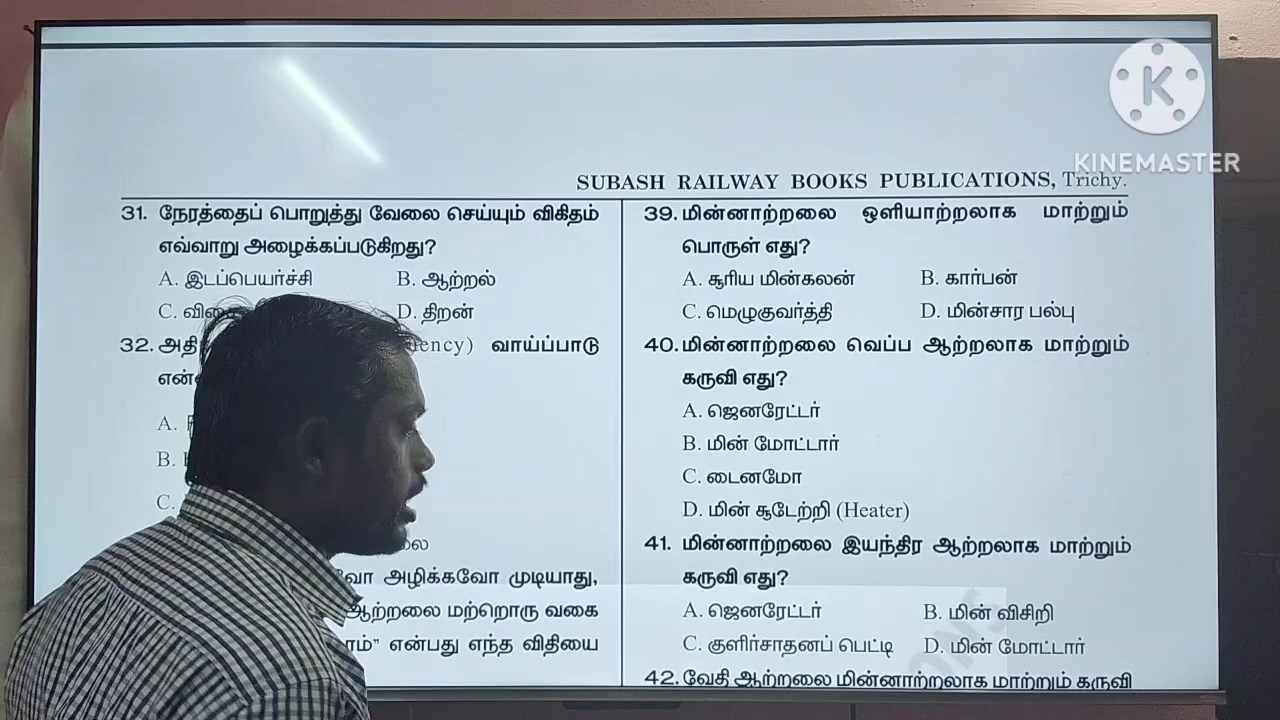 KINEMASTER
SUBASH RAILWAY BOOKS PUBLICATIONS, Trichy.
31. நேரத்தைப் பொறுத்து வேலை செய்யும் விகிதம்
எவ்வாறு அழைக்கப்படுகிறது?
A. இடப்பெயர்ச்சி B. ஆற்றல்
C. D. திறன்
32. வாய்ப்பாடு
A.
B.
C.
அழிக்கவோ முடியாது,
ஆற்றலை மற்றொரு வகை
என்பது எந்த விதியை
39. மின்னாற்றலை ஒளியாற்றலாக மாற்றும்
பொருள் எது?
A. சூரிய மின்கலன் B. கார்பன்
C. மெழுகுவர்த்தி D. மின்சார பல்பு
40. மின்னாற்றலை வெப்ப ஆற்றலாக மாற்றும்
கருவி எது?
A. ஜெனரேட்டர்
B. மின் மோட்டார்
C. டைனமோ
D. மின் சூடேற்றி (Heater)
41. மின்னாற்றலை இயந்திர ஆற்றலாக மாற்றும்
கருவி எது?
A. ஜெனரேட்டர் B. மின் விசிறி
C. குளிர்சாதனப் பெட்டி D. மின் மோட்டார்
42. வேதி ஆற்றலை மின்னாற்றலாக மாற்றும் கருவி